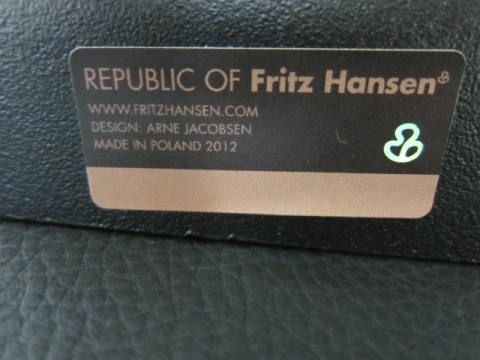 REPUBLIC OF Fritz Hansen
WWW.FRITZHANSEN.COM
DESIGN: ARNE JACOBSEN
MADE IN POLAND 2012